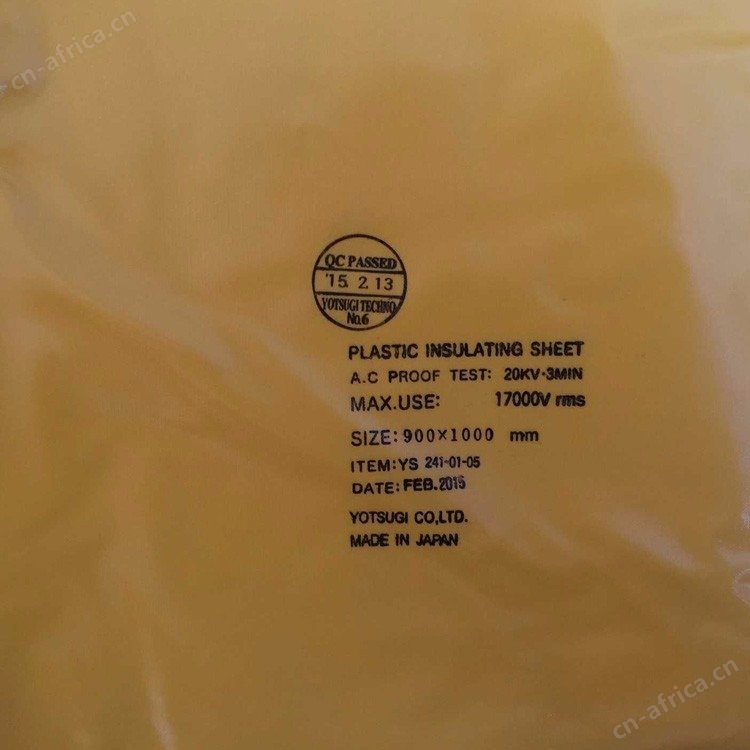 cn-africa.cn
QC PASSED
'15. 2. 13
YOTSUGI TECHNO
No.6
PLASTIC INSULATING SHEET
A.C PROOF TEST: 20KV·3MIN
MAX.USE: 17000V rms
SIZE: 900×1000 mm
ITEM:YS 241-01-05
DATE: FEB.2015
YOTSUGI CO,LTD.
MADE IN JAPAN
cn-africa.cn